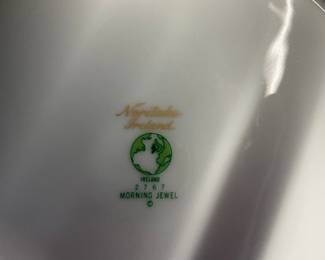 Noritake
Ireland
IRELAND
2767
MORNING JEWEL
©